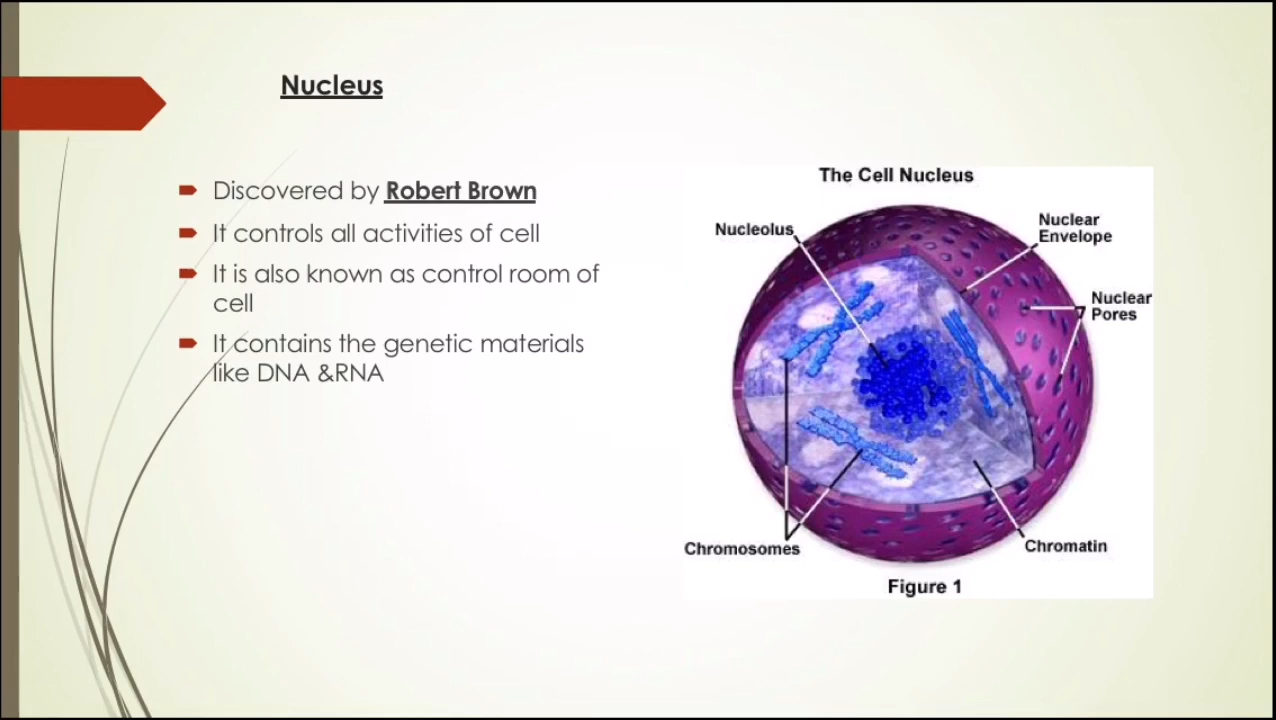 Nucleus
Discovered by Robert Brown
It controls all activities of cell
It is also known as control room of
cell
It contains the genetic materials
like DNA &RNA
The Cell Nucleus
Nucleolus
Nuclear
Envelope
Nuclear
Pores
Chromosomes
Chromatin
Figure 1